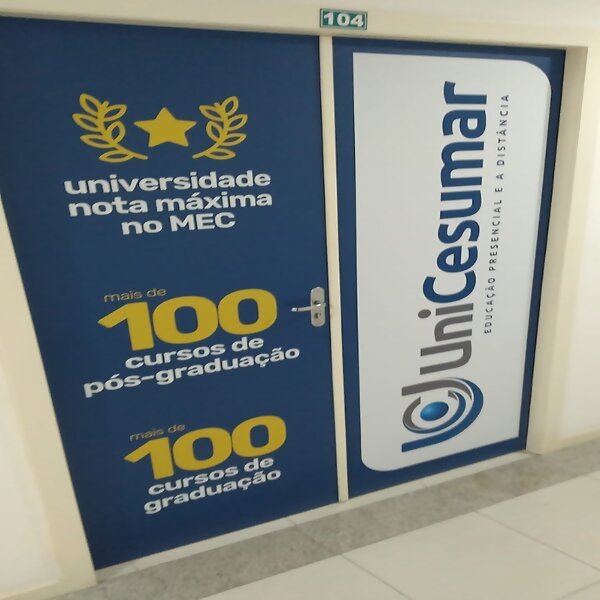 104
universidade
nota máxima
no MEC
mais de
100
cursos de
pós-graduação
mais de
100
cursos de
graduação
UniCesumar
EDUCAÇÃO PRESENCIAL E A DISTÂNCIA